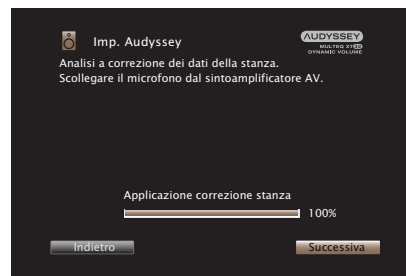 Imp. Audyssey
AUDYSSEY
MULTEQ XT32
DYNAMIC VOLUME
Analisi a correzione dei dati della stanza.
Scollegare il microfono dal sintoamplificatore AV.
Applicazione correzione stanza
100%
Indietro
Successiva